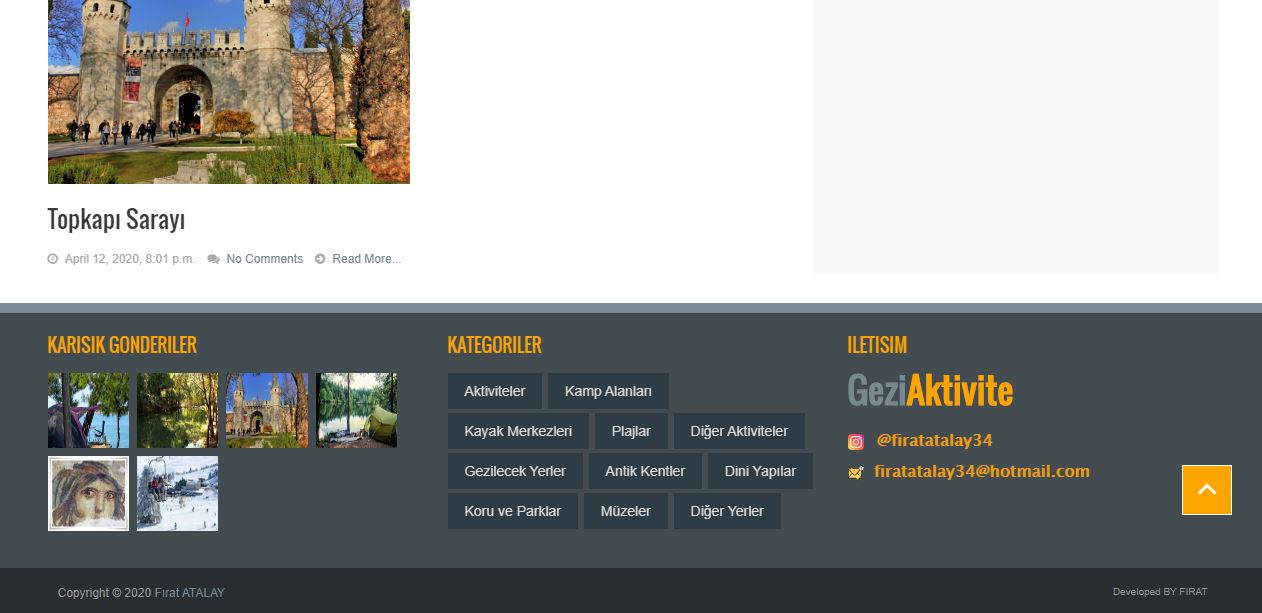 Topkapı Sarayı
April 12, 2020, 8:01 p.m. No Comments Read More...
KARISIK GONDERILER
KATEGORILER
Aktiviteler Kamp Alanları
Kayak Merkezleri Plajlar Diğer Aktiviteler
Gezilecek Yerler Antik Kentler Dini Yapılar
Koru ve Parklar Müzeler Diğer Yerler
ILETISIM
GeziAktivite
@firatatalay34
firatatalay34@hotmail.com
Copyright © 2020 Fırat ATALAY
Developed BY FIRAT